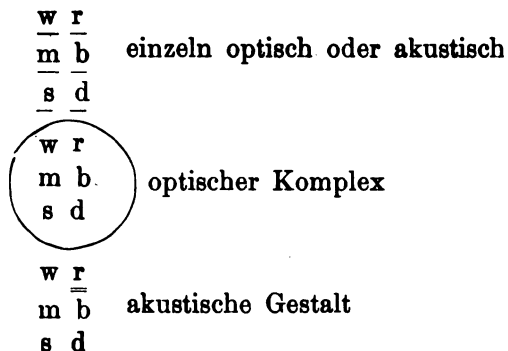 w r
m b einzeln optisch oder akustisch
s d
w r
m b. optischer Komplex
s d
w r
m b akustische Gestalt
s d